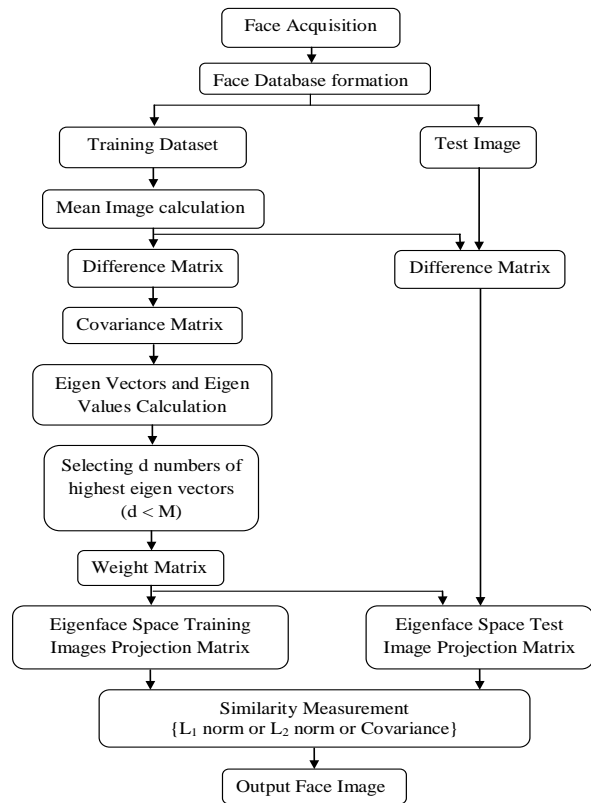 Face Acquisition
Face Database formation
Training Dataset
Test Image
Mean Image calculation
Difference Matrix
Difference Matrix
Covariance Matrix
Eigen Vectors and Eigen
Values Calculation
Selecting d numbers of
highest eigen vectors
(d < M)
Weight Matrix
Eigenface Space Training
Images Projection Matrix
Eigenface Space Test
Image Projection Matrix
Similarity Measurement
{L₁ norm or L₂ norm or Covariance}
Output Face Image